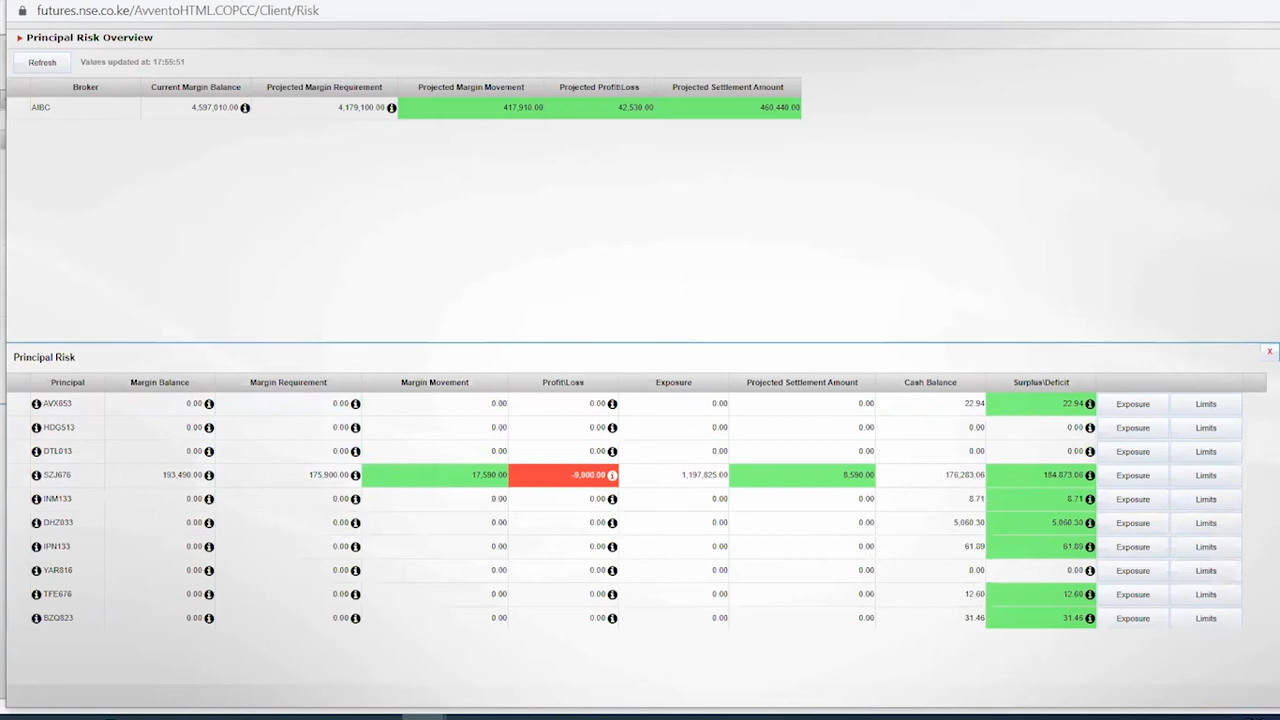 futures.nse.co.ke/AvventoHTML.COPCC/Client/Risk
Principal Risk Overview
Refresh Values updated at: 17:55:51
Broker Current Margin Balance Projected Margin Requirement Projected Margin Movement Projected Profit\Loss Projected Settlement Amount
AIBC 4,597,010.00 4,179,100.00 417,910.00 42,530.00 460,440.00
Principal Risk x
Principal Margin Balance Margin Requirement Margin Movement Profit\Loss Exposure Projected Settlement Amount Cash Balance Surplus\Deficit
AVX653 0.00 0.00 0.00 0.00 0.00 0.00 22.94 22.94 Exposure Limits
HDG513 0.00 0.00 0.00 0.00 0.00 0.00 0.00 0.00 Exposure Limits
DTL013 0.00 0.00 0.00 0.00 0.00 0.00 0.00 0.00 Exposure Limits
SZJ676 193,490.00 175,900.00 17,590.00 -9,000.00 1,197,825.00 8,590.00 176,283.06 184,873.06 Exposure Limits
INM133 0.00 0.00 0.00 0.00 0.00 0.00 8.71 8.71 Exposure Limits
DHZ033 0.00 0.00 0.00 0.00 0.00 0.00 5,060.30 5,060.30 Exposure Limits
IPN133 0.00 0.00 0.00 0.00 0.00 0.00 61.89 61.89 Exposure Limits
YAR816 0.00 0.00 0.00 0.00 0.00 0.00 0.00 0.00 Exposure Limits
TFE676 0.00 0.00 0.00 0.00 0.00 0.00 12.60 12.60 Exposure Limits
BZQ823 0.00 0.00 0.00 0.00 0.00 0.00 31.46 31.46 Exposure Limits